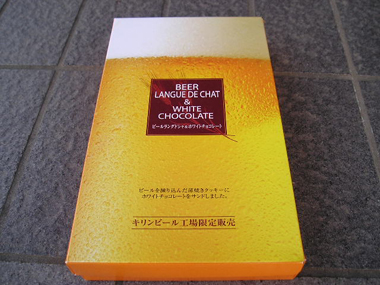 BEER
LANGUE DE CHAT
&
WHITE
CHOCOLATE
ビールラングドシャ&ホワイトチョコレート
ビールを練り込んだ薄焼きクッキーに
ホワイトチョコレートをサンドしました。
キリンビール工場限定販売